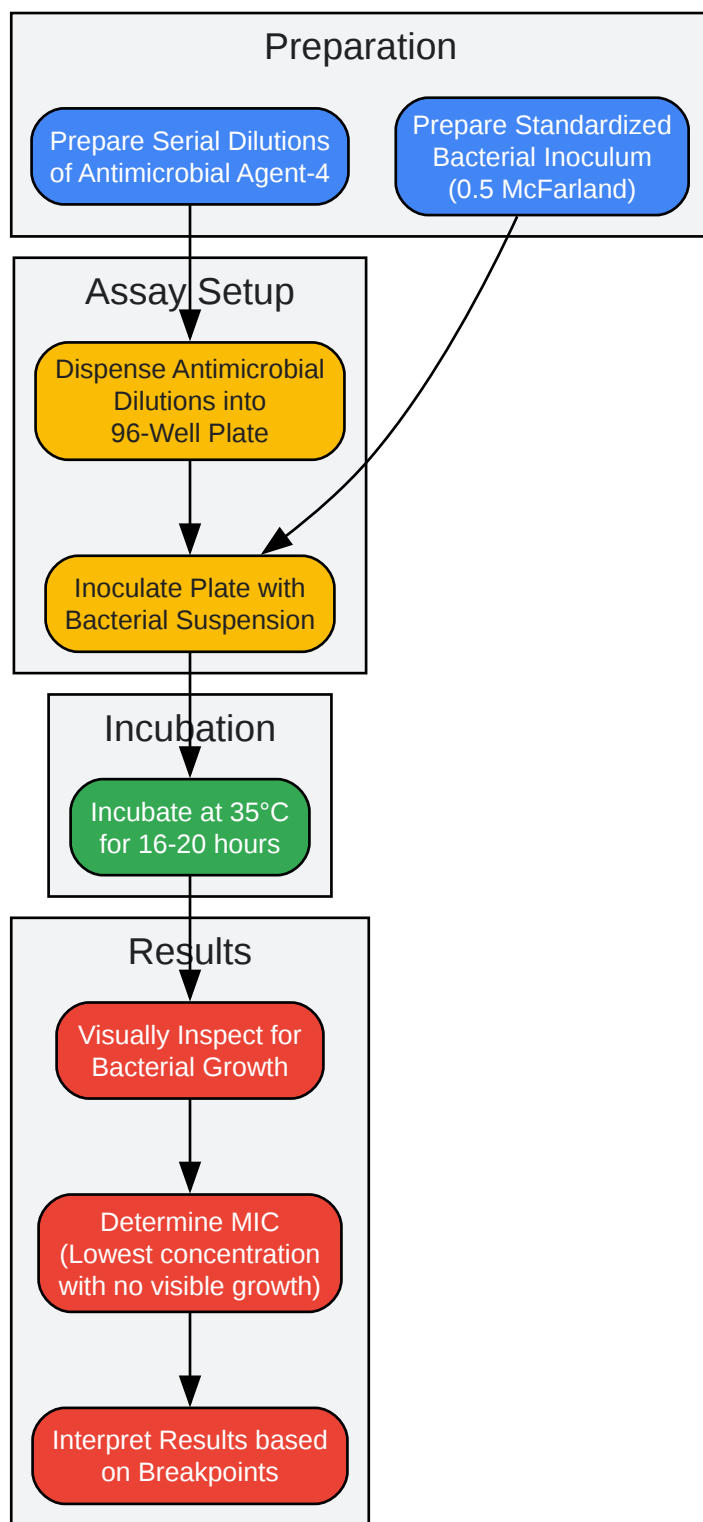 Preparation
Prepare Serial Dilutions
of Antimicrobial Agent-4
Prepare Standardized
Bacterial Inoculum
(0.5 McFarland)
Assay Setup
Dispense Antimicrobial
Dilutions into
96-Well Plate
Inoculate Plate with
Bacterial Suspension
Incubation
Incubate at 35°C
for 16-20 hours
Results
Visually Inspect for
Bacterial Growth
Determine MIC
(Lowest concentration
with no visible growth)
Interpret Results based
on Breakpoints